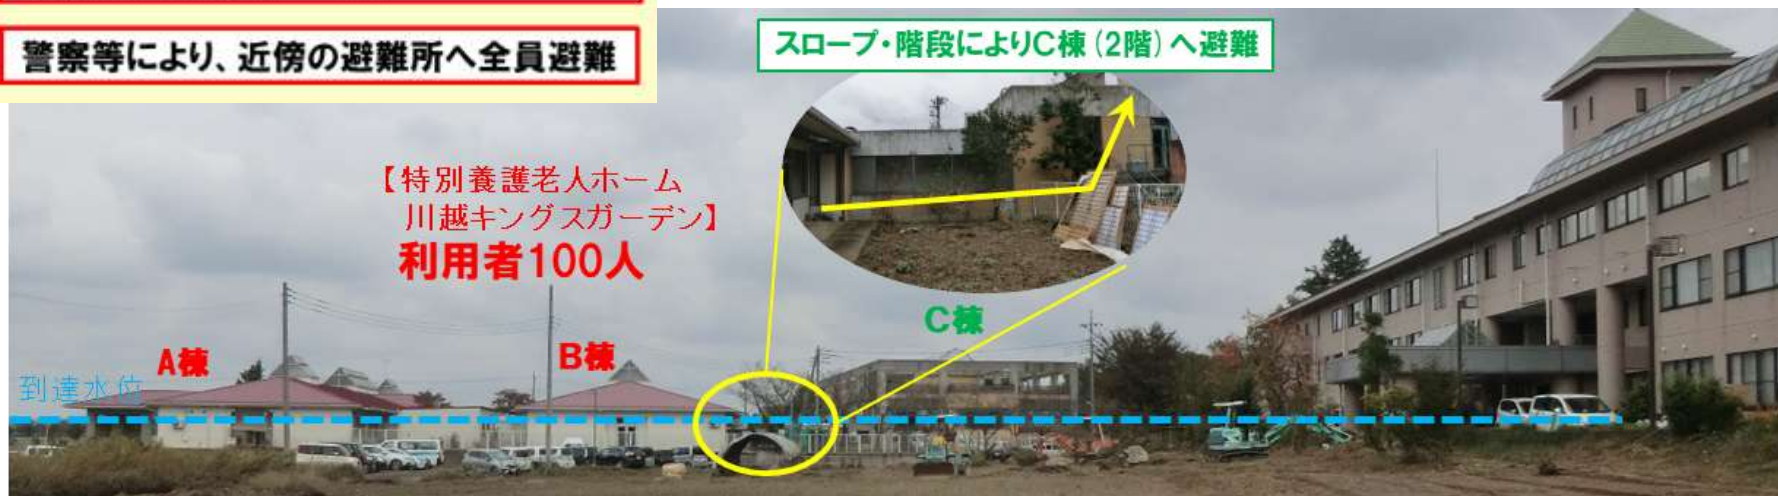 警察等により、近傍の避難所へ全員避難
スロープ・階段によりC棟(2階)へ避難
【特別養護老人ホーム
川越キングスガーデン】
利用者100人
C棟
A棟
B棟
到達水位